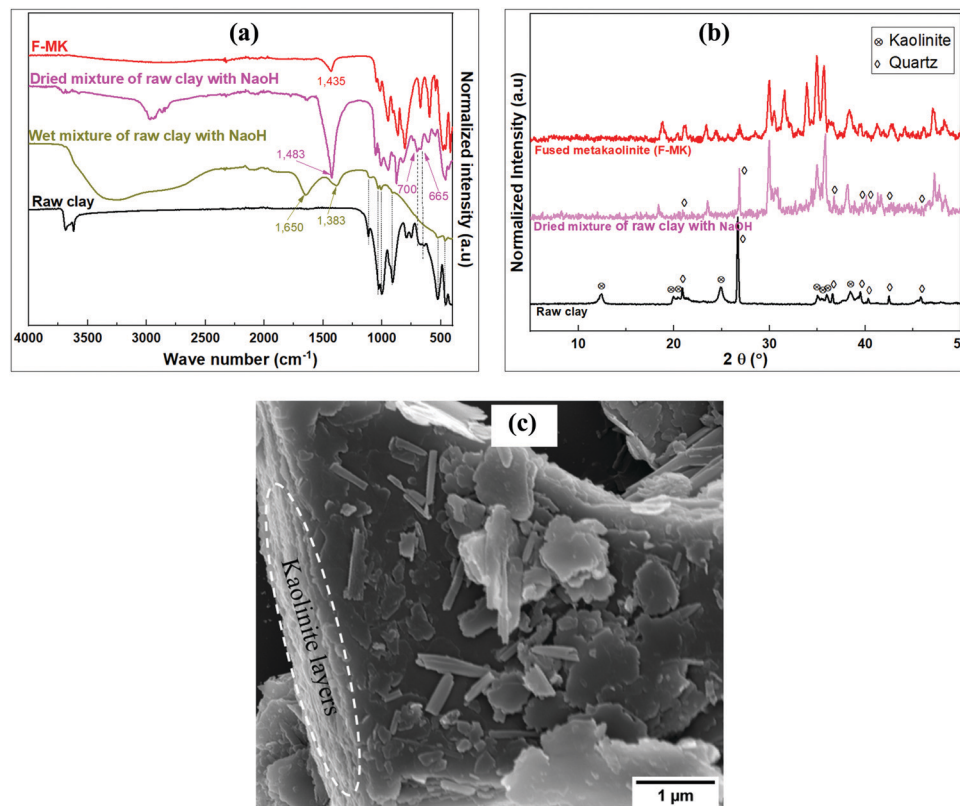 (a)
F-MK
1,435
Dried mixture of raw clay with NaoH
Wet mixture of raw clay with NaoH
1,483
700
665
1,650
1,383
Raw clay
4000 3500 3000 2500 2000 1500 1000 500
Wave number (cm-1)
Normalized intensity (a.u)
(b)
Kaolinite
Quartz
Fused metakaolinite (F-MK)
Dried mixture of raw clay with NaOH
Raw clay
10 20 30 40 50
2 θ (°)
Normalized Intensity (a.u
(c)
Kaolinite layers
1 µm